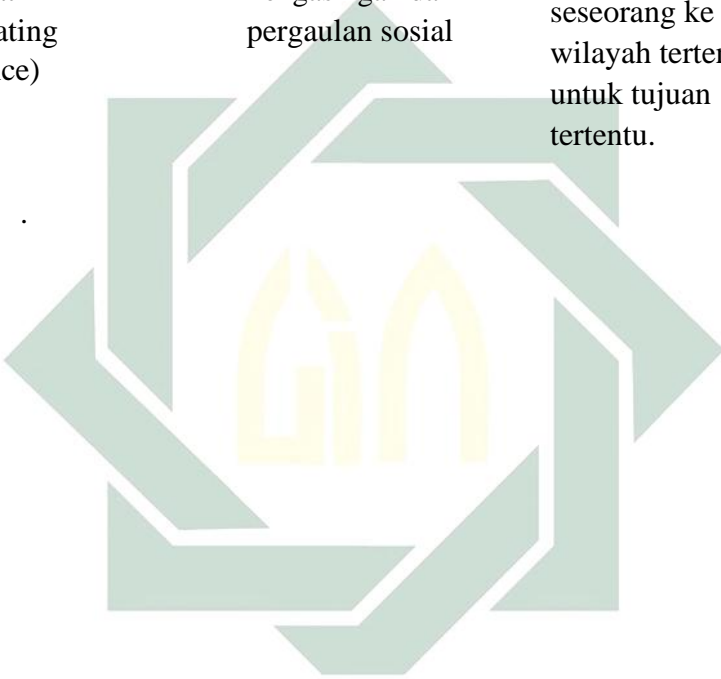 ating
ce)
.
pergaulan sosial
seseorang ke
wilayah terten
untuk tujuan
tertentu.